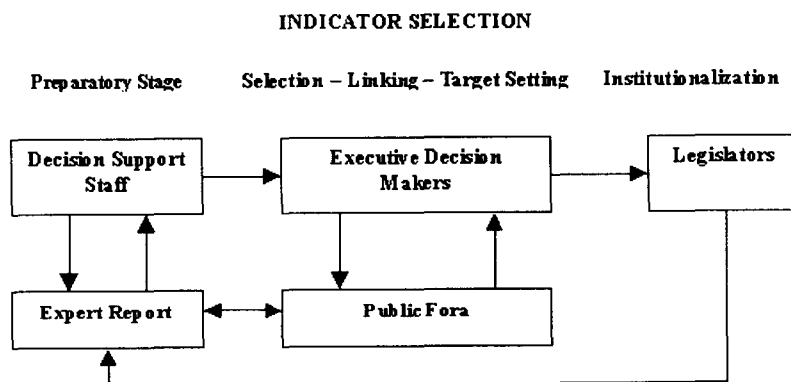 INDICATOR SELECTION
Preparatory Stage
Selection – Linking – Target Setting
Institutionalization
Decision Support
Staff
Executive Decision
Makers
Legislators
Expert Report
Public Fora